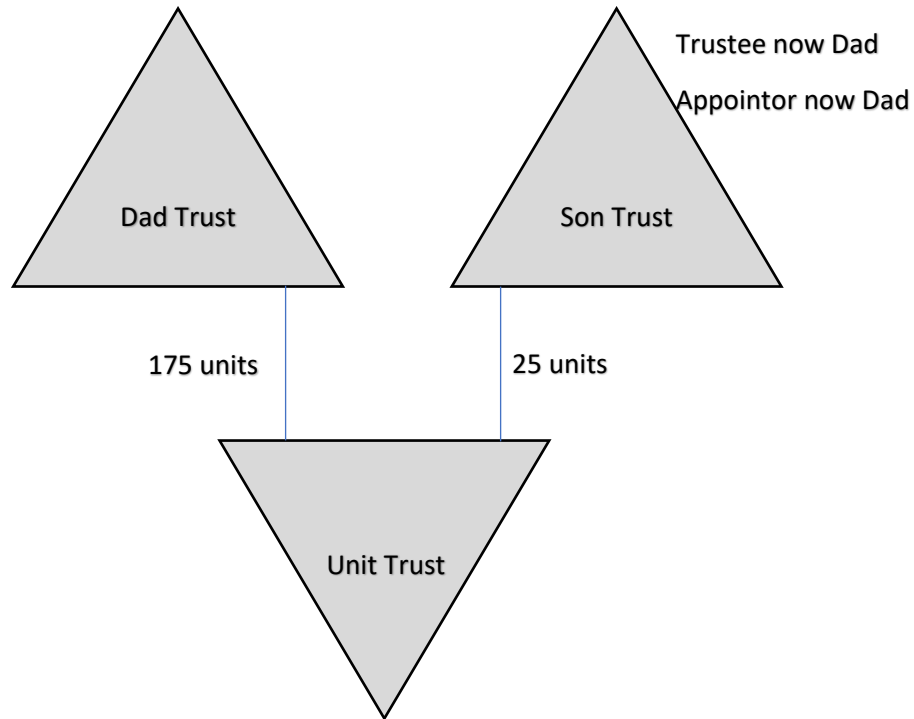 Trustee now Dad
Appointor now Dad
Dad Trust
Son Trust
175 units
25 units
Unit Trust